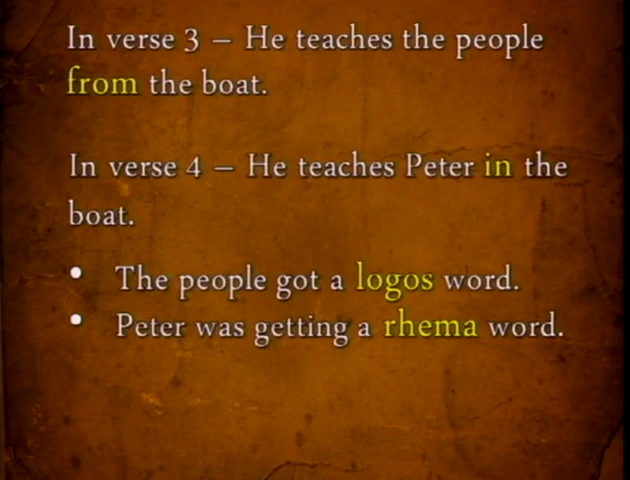 In verse 3 – He teaches the people
from the boat.
In verse 4 – He teaches Peter in the
boat.
• The people got a logos word.
• Peter was getting a rhema word.